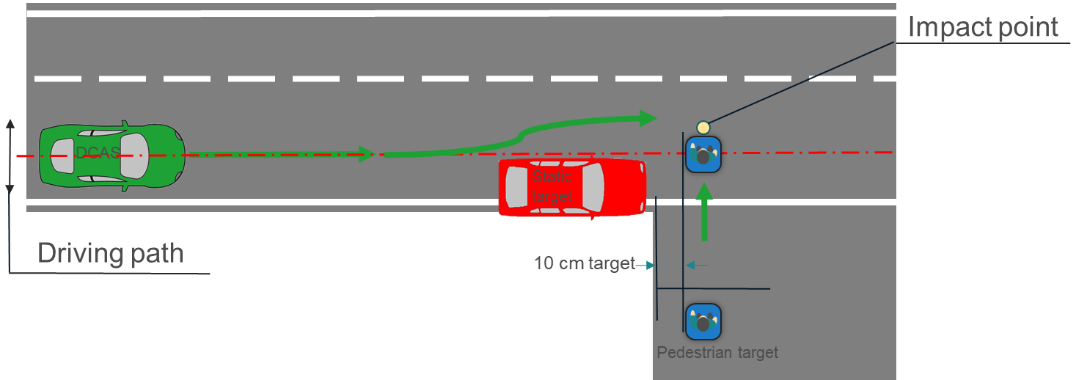 Impact point
DCAS
Static
target
Driving path
10 cm target
Pedestrian target